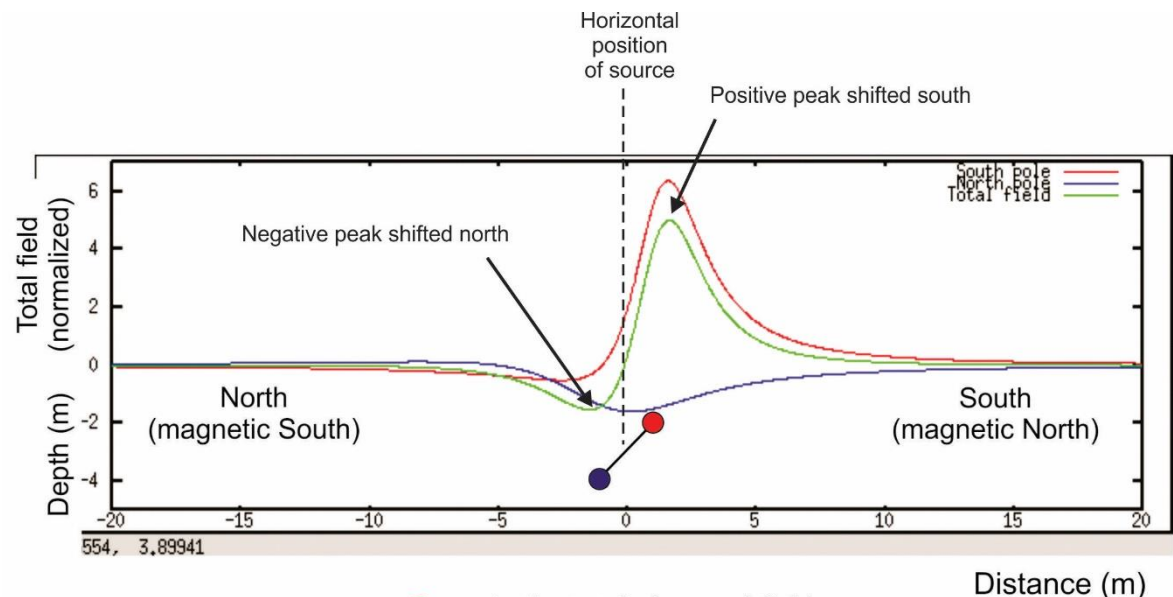 Horizontal
position
of source
Positive peak shifted south
South pole
North pole
Total field
Negative peak shifted north
Total field
(normalized)
Depth (m)
6
4
2
0
-2
-4
North
(magnetic South)
South
(magnetic North)
-20 -15 -10 -5 0 5 10 15 20
554, 3.89941
Distance (m)